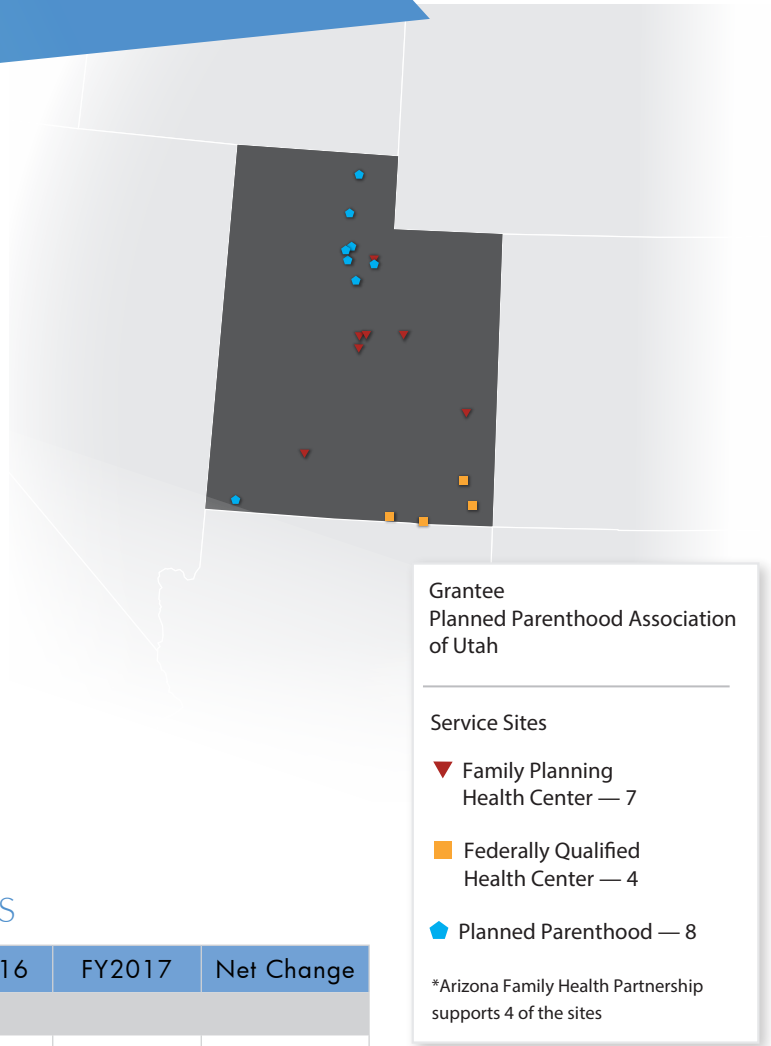 Grantee
Planned Parenthood Association
of Utah
Service Sites
Family Planning
Health Center — 7
Federally Qualified
Health Center — 4
Planned Parenthood — 8
*Arizona Family Health Partnership
supports 4 of the sites
S
16 FY2017 Net Change